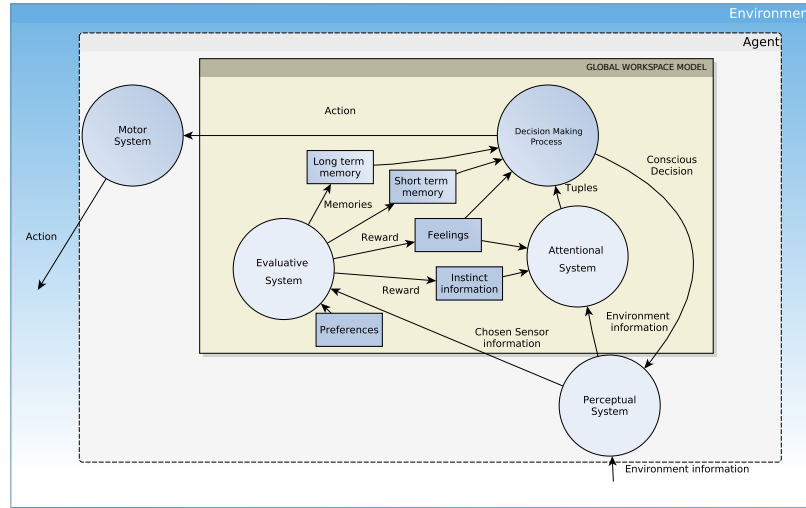 Environmen
Agent
GLOBAL WORKSPACE MODEL
Action
Motor
System
Decision Making
Process
Conscious
Decision
Long term
memory
Short term
memory
Tuples
Memories
Reward
Feelings
Action
Evaluative
System
Attentional
System
Instinct
information
Reward
Preferences
Chosen Sensor
information
Environment
information
Perceptual
System
Environment information